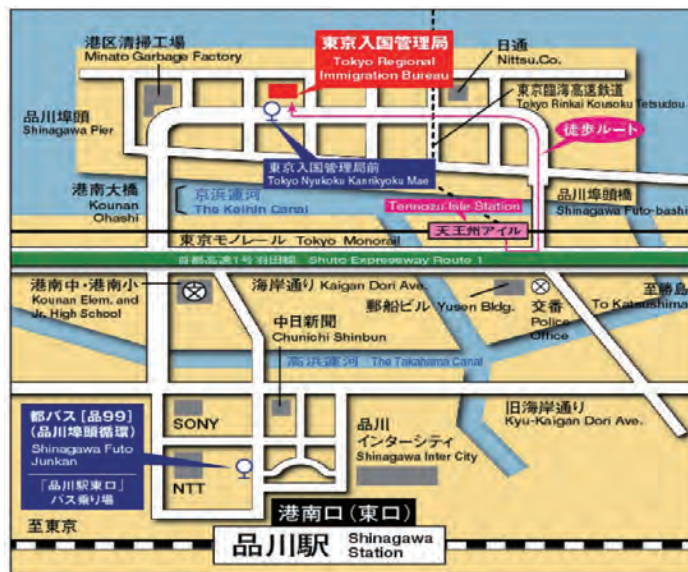 港区清掃工場
Minato Garbage Factory
東京入国管理局
Tokyo Regional
Immigration Bureau
日通
Nittsu.Co.
東京臨海高速鉄道
Tokyo Rinkai Kousoku Tetsudou
品川埠頭
Shinagawa Pier
徒歩ルート
東京入国管理局前
Tokyo Nyukoku Kanrikyoku Mae
港南大橋
Kounan
Ohashi
京浜運河
The Keihin Canal
品川埠頭橋
Shinagawa Futo-bashi
Tennozu Isle Station
天王州アイル
東京モノレール Tokyo Monorail
首都高速1号羽田線 Shuto Expressway Route 1
港南中・港南小
Kounan Elem. and
Jr. High School
海岸通り Kaigan Dori Ave.
郵船ビル Yusen Bldg.
交番
Police
Office
至勝島
To Katsushima
中日新聞
Chunichi Shinbun
高浜運河 The Takahama Canal
都バス [品99]
(品川埠頭循環)
Shinagawa Futo
Junkan
「品川駅東口」
バス乗り場
SONY
NTT
品川
インターシティ
Shinagawa Inter City
旧海岸通り
Kyu-Kaigan Dori Ave.
至東京
港南口(東口)
品川駅 Shinagawa
Station